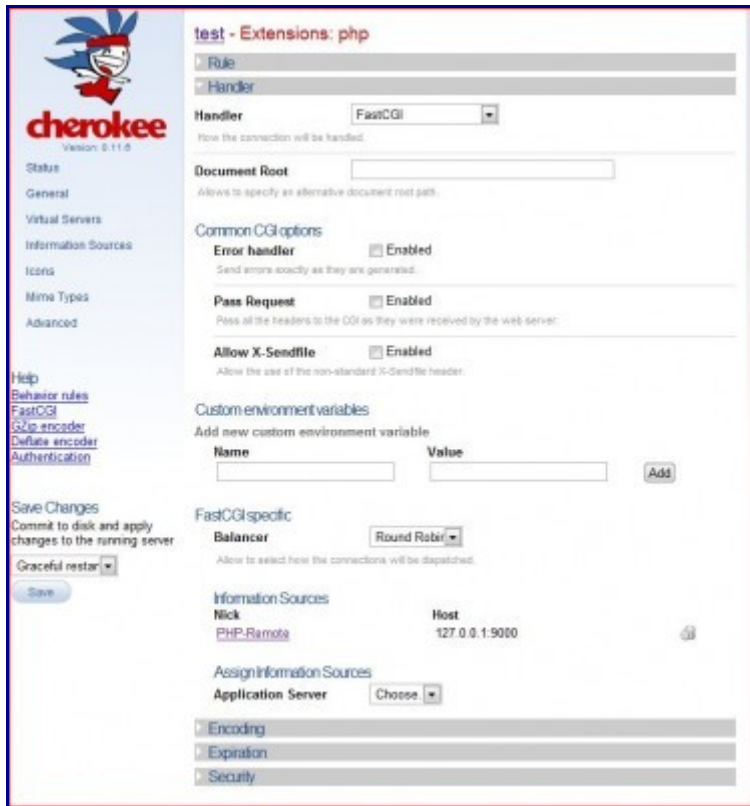 cherokee
Version: 0.11.6
Status
General
Virtual Servers
Information Sources
Icons
Mime Types
Advanced
Help
Behavior rules
FastCGI
GZip encoder
Deflate encoder
Authentication
Save Changes
Commit to disk and apply
changes to the running server
Graceful restar
Save
test - Extensions: php
Rule
Handler
Handler FastCGI
How the connection will be handled.
Document Root
Allows to specify an alternative document root path.
Common CGI options
Error handler Enabled
Send errors exactly as they are generated.
Pass Request Enabled
Pass all the headers to the CGI as they were received by the web server.
Allow X-Sendfile Enabled
Allow the use of the non-standard X-Sendfile header.
Custom environment variables
Add new custom environment variable
Name Value
Add
FastCGI specific
Balancer Round Robir
Allow to select how the connections will be dispatched.
Information Sources
Nick Host
PHP-Remote 127.0.0.1:9000
Assign Information Sources
Application Server Choose.
Encoding
Expiration
Security